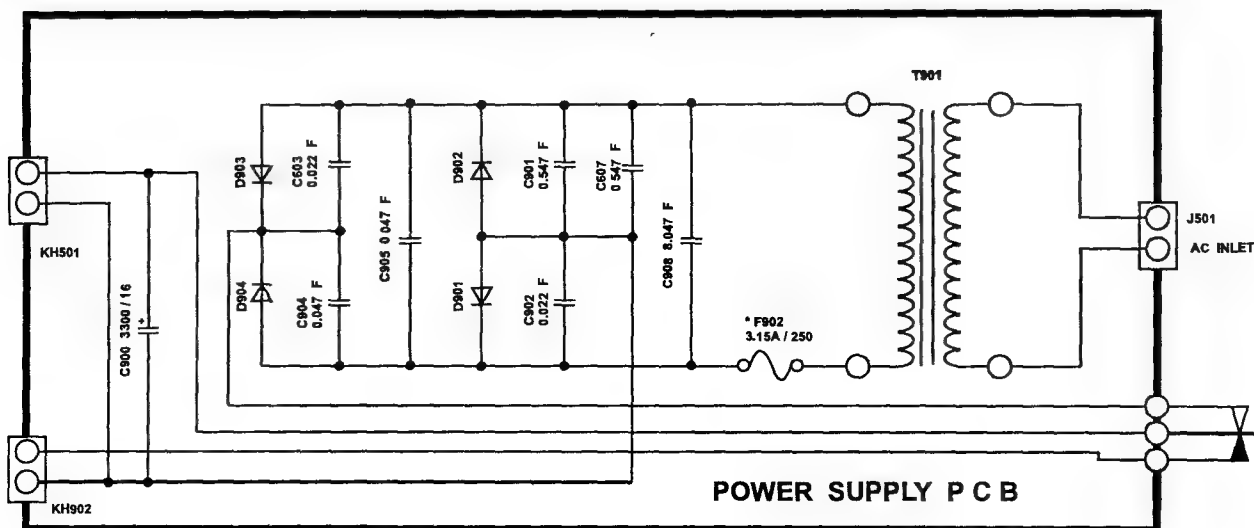 T901
D903
C603
0.022 F
C905 0 047 F
D902
C901
0.547 F
C607
0 547 F
C908 8.047 F
J501
AC INLET
KH501
D904
C904
0.047 F
D901
C902
0.022 F
* F902
3.15A / 250
C900 3300 / 16
+
KH902
POWER SUPPLY P C B